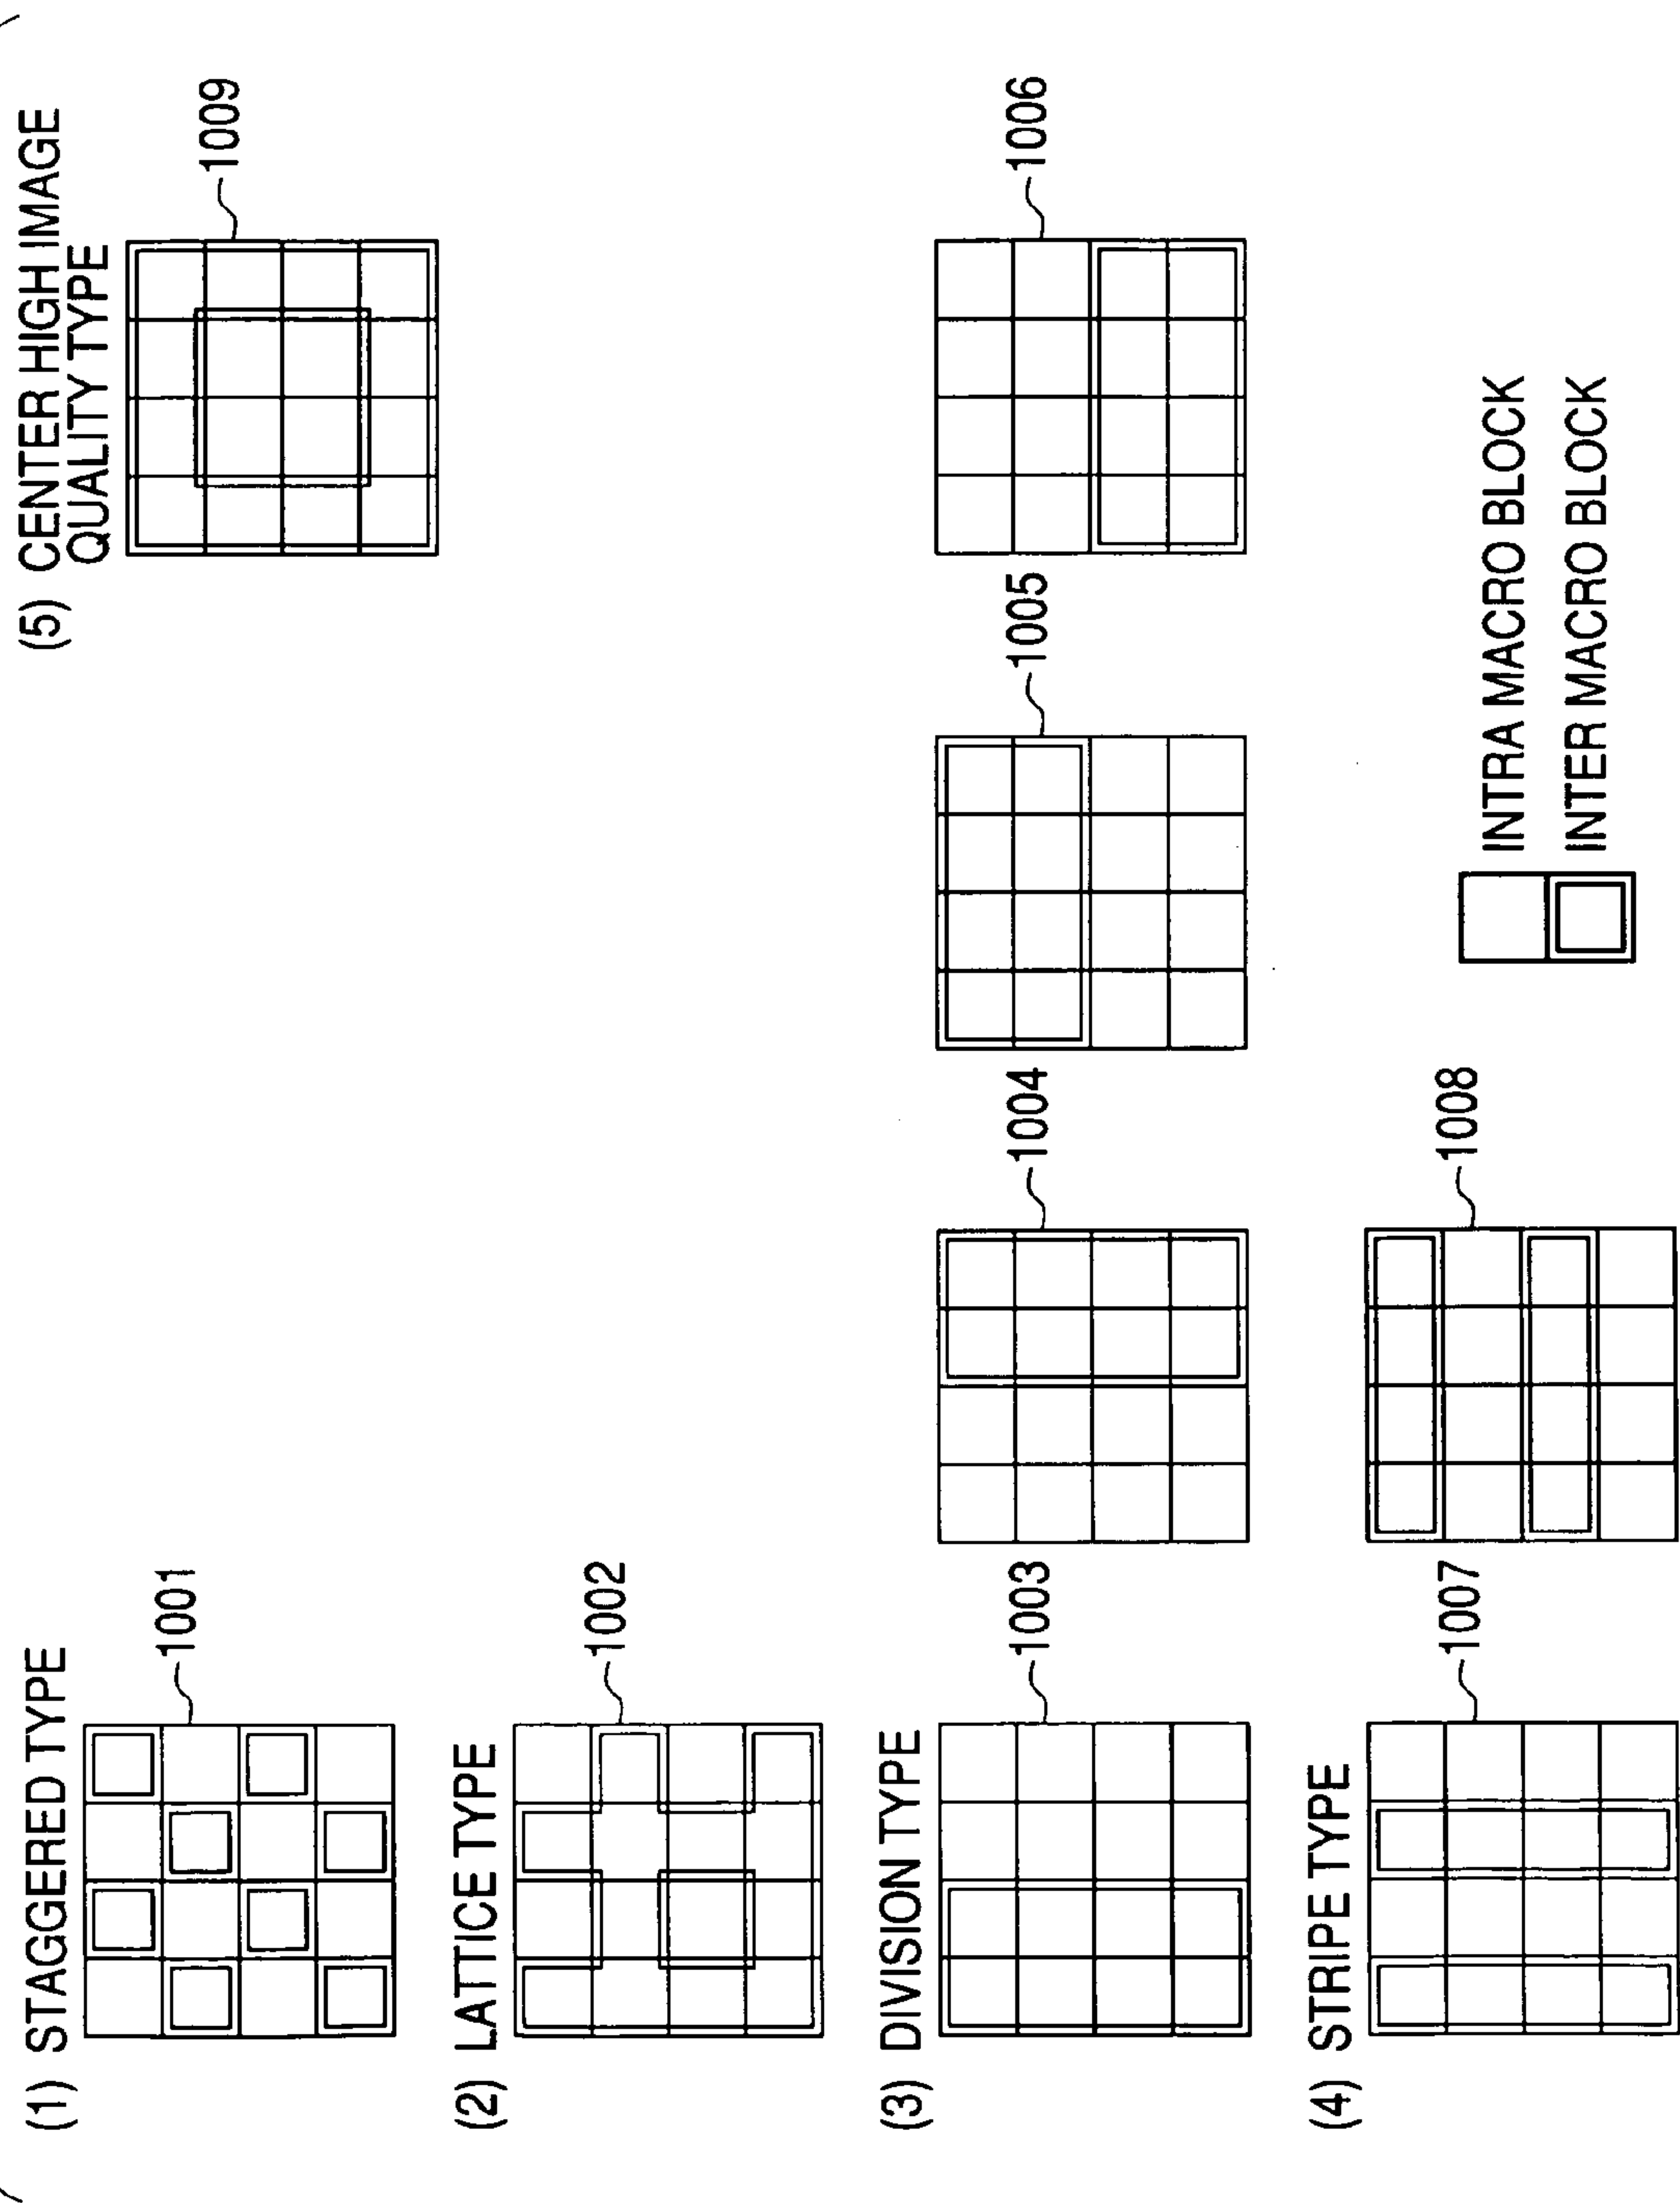 (1) STAGGERED TYPE
1001
(5) CENTER HIGH IMAGE
QUALITY TYPE
1009
(2) LATTICE TYPE
1002
(3) DIVISION TYPE
1003
1004
1005
1006
(4) STRIPE TYPE
1007
1008
INTRA MACRO BLOCK
INTER MACRO BLOCK